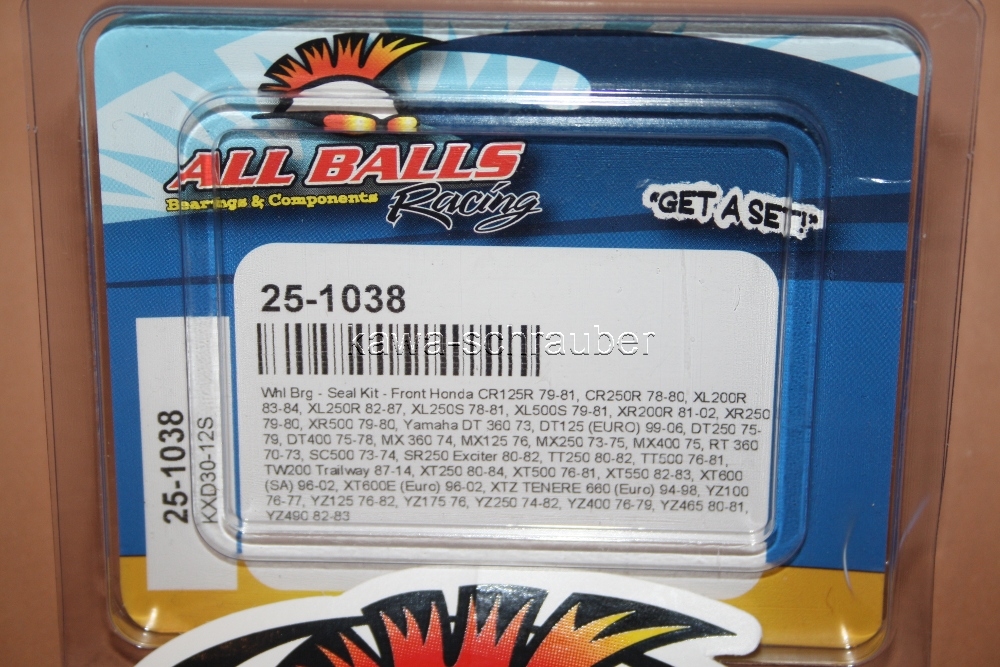 ALL BALLS
Bearings & Components
Racing
"GET A SET!"
25-1038
kawa-schrauber
Whl Brg - Seal Kit - Front Honda CR125R 79-81, CR250R 78-80, XL200R
83-84, XL250R 82-87, XL250S 78-81, XL500S 79-81, XR200R 81-02, XR250
79-80, XR500 79-80, Yamaha DT 360 73, DT125 (EURO) 99-06, DT250 75-
79, DT400 75-78, MX 360 74, MX125 76, MX250 73-75, MX400 75, RT 360
70-73, SC500 73-74, SR250 Exciter 80-82, TT250 80-82, TT500 76-81,
TW200 Trailway 87-14, XT250 80-84, XT500 76-81, XT550 82-83, XT600
(SA) 96-02, XT600E (Euro) 96-02, XTZ TENERE 660 (Euro) 94-98, YZ100
76-77, YZ125 76-82, YZ175 76, YZ250 74-82, YZ400 76-79, YZ465 80-81,
YZ490 82-83
25-1038
KXD30-12S